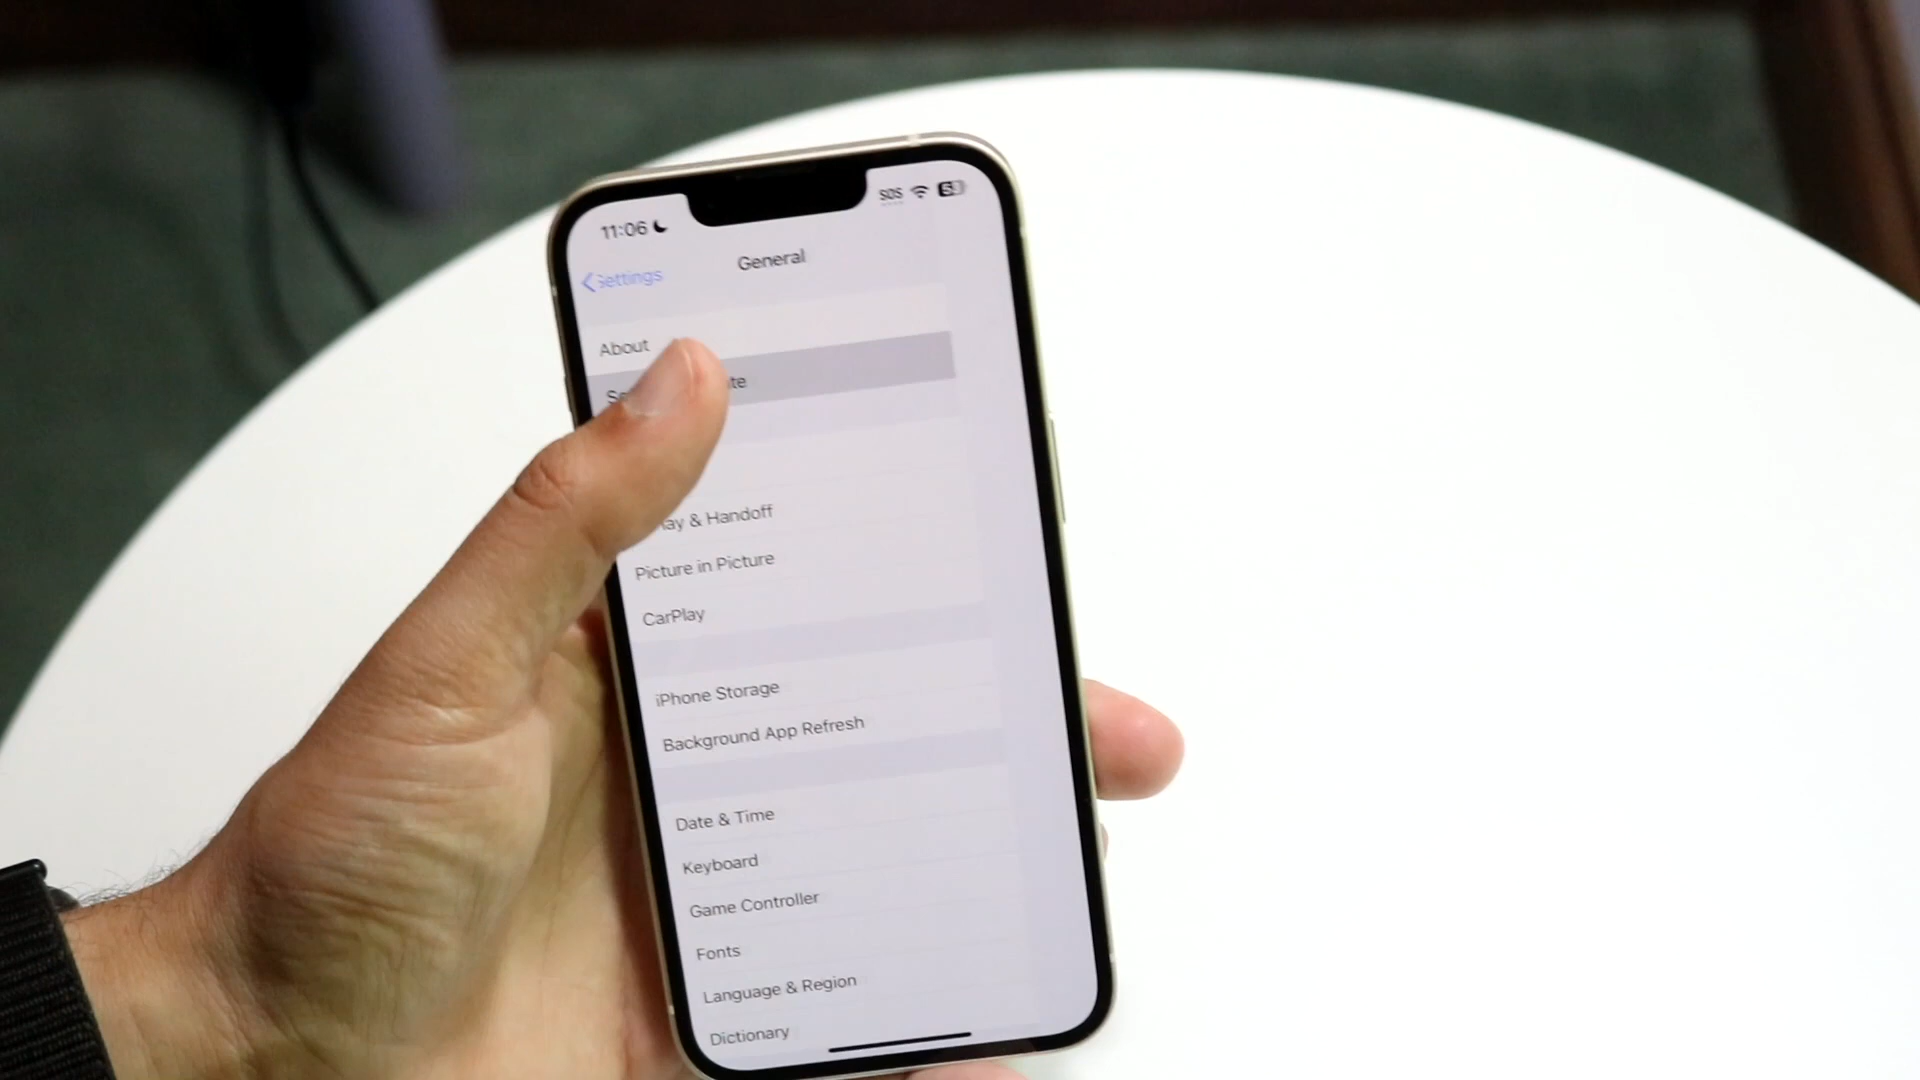 11:06 SOS
Settings
General
About
& Handoff
Picture in Picture
CarPlay
iPhone Storage
Background App Refresh
Date & Time
Keyboard
Game Controller
Fonts
Language & Region
Dictionary